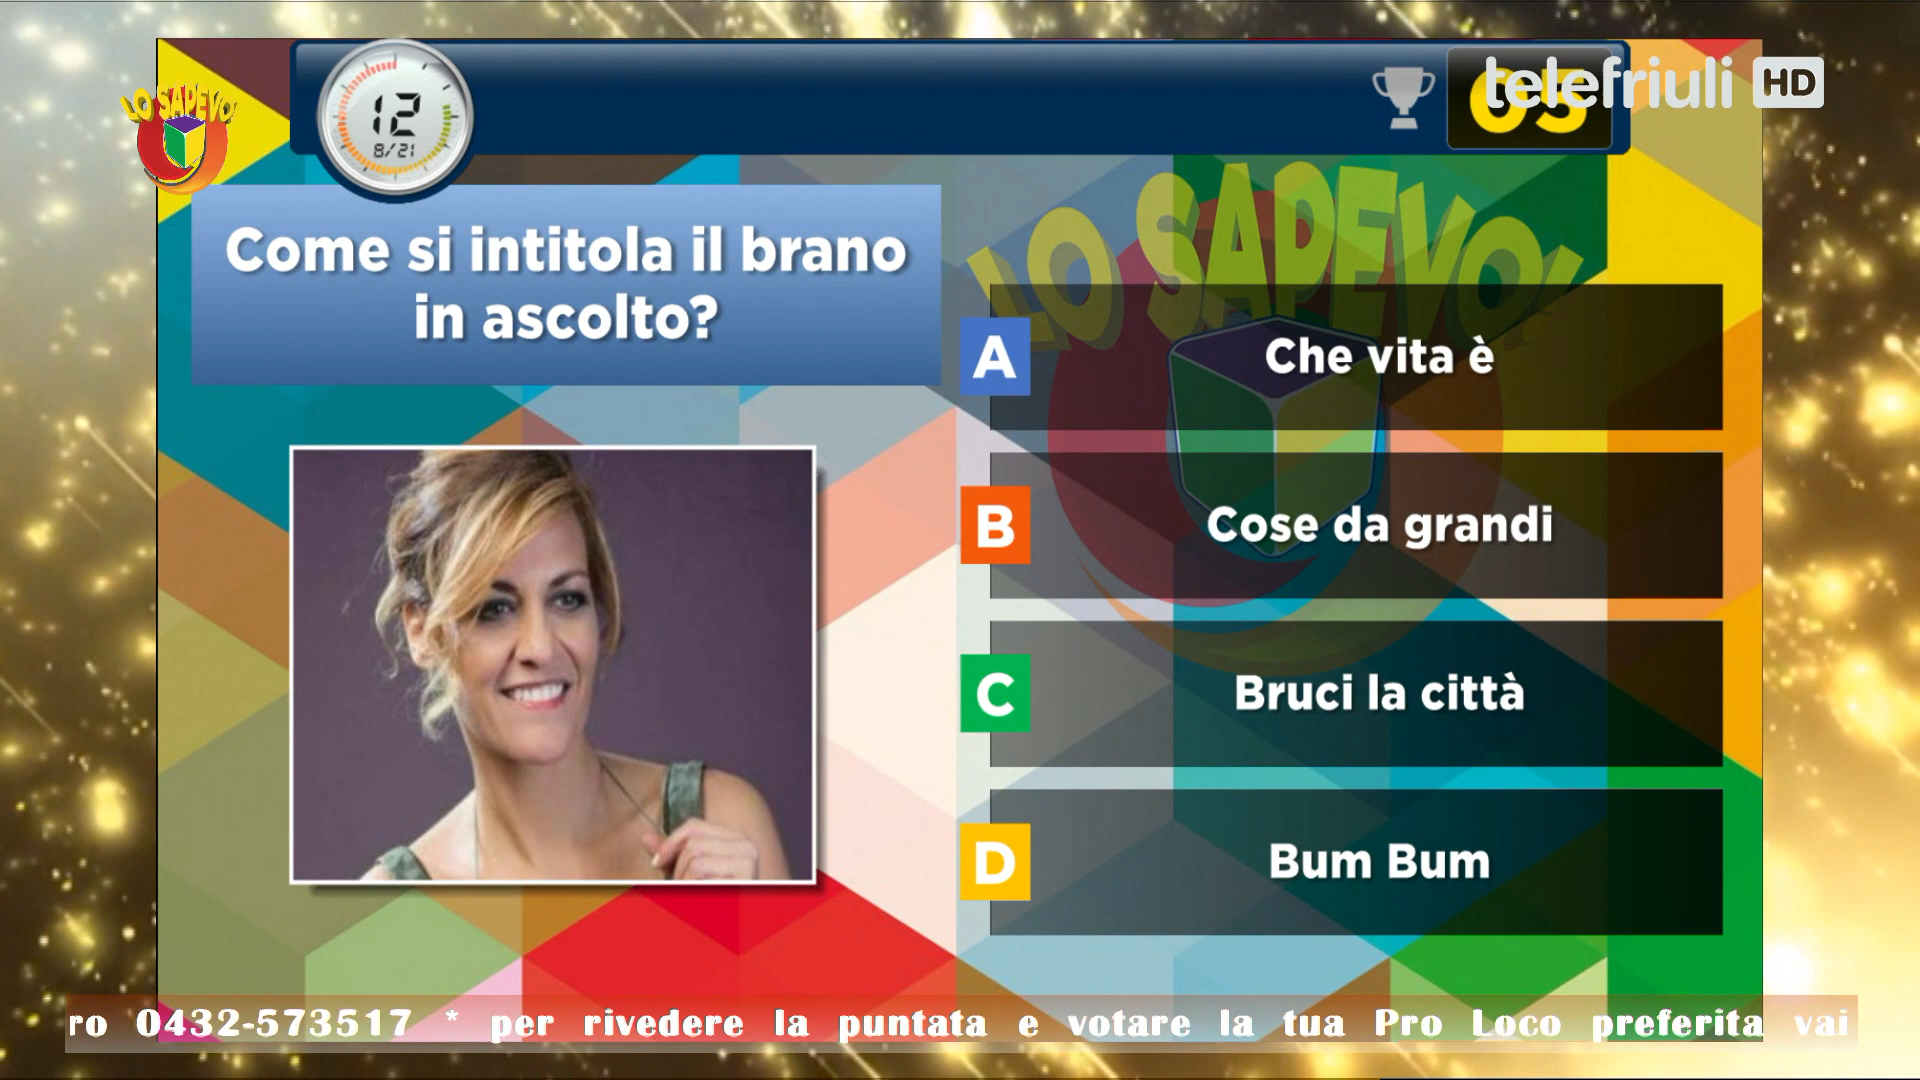 LO SAPEVO!
12
8/21
05
telefriuli HD
Come si intitola il brano
in ascolto?
LO SAPEVO!
A Che vita è
B Cose da grandi
C Bruci la città
D Bum Bum
ro 0432-573517 * per rivedere la puntata e votare la tua Pro Loco preferita vai